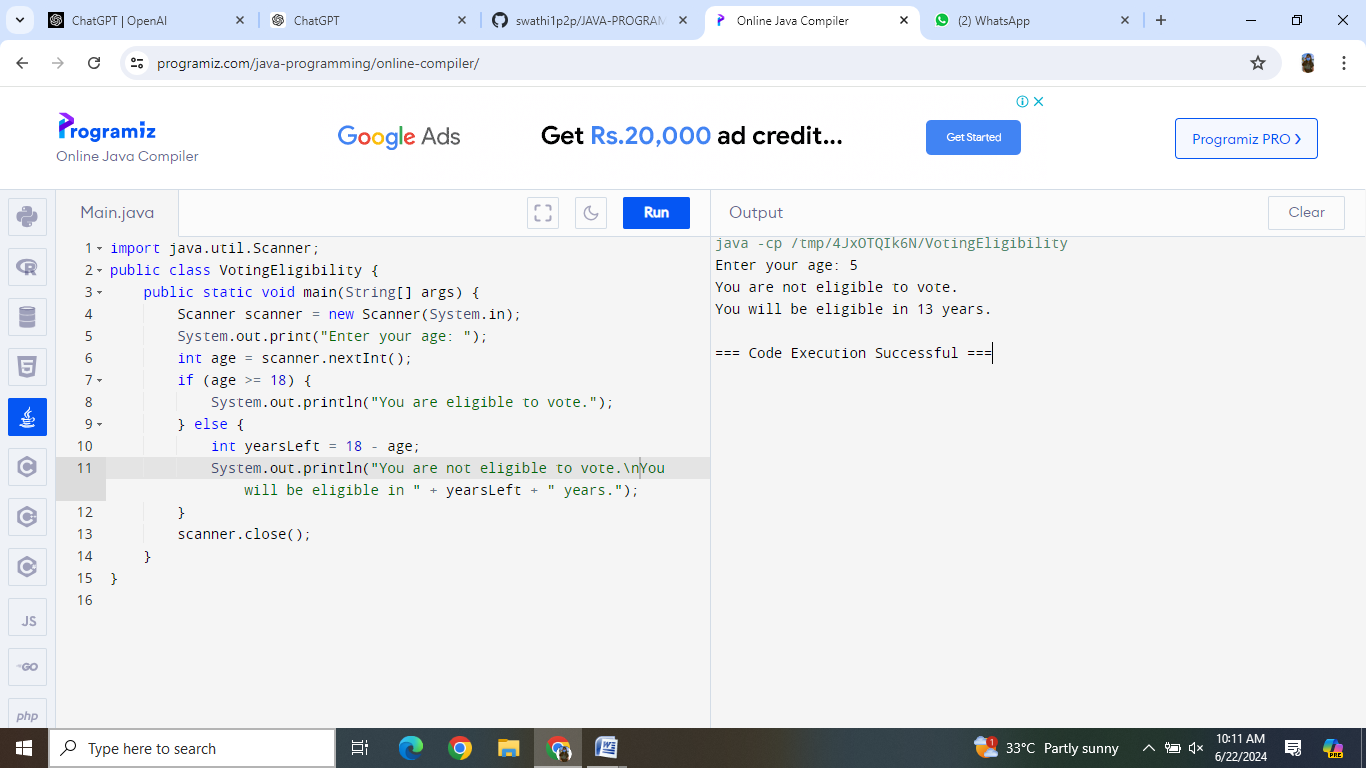 ChatGPT | OpenAI
ChatGPT
swathi1p2p/JAVA-PROGRAM
Online Java Compiler
(2) WhatsApp
programiz.com/java-programming/online-compiler/
Programiz
Online Java Compiler
Google Ads
Get Rs.20,000 ad credit...
Get Started
Programiz PRO >
Main.java
Run
Output
Clear
1 import java.util.Scanner;
2 public class VotingEligibility {
3 public static void main(String[] args) {
4 Scanner scanner = new Scanner(System.in);
5 System.out.print("Enter your age: ");
6 int age = scanner.nextInt();
7 if (age >= 18) {
8 System.out.println("You are eligible to vote.");
9 } else {
10 int yearsLeft = 18 - age;
11 System.out.println("You are not eligible to vote.\nYou
will be eligible in " + yearsLeft + " years.");
12 }
13 scanner.close();
14 }
15 }
16
java -cp /tmp/4JxOTQIk6N/VotingEligibility
Enter your age: 5
You are not eligible to vote.
You will be eligible in 13 years.
=== Code Execution Successful ===
R
5
C
C
C
JS
GO
php
Type here to search
W
1
33°C Partly sunny
10:11 AM
6/22/2024
PRE